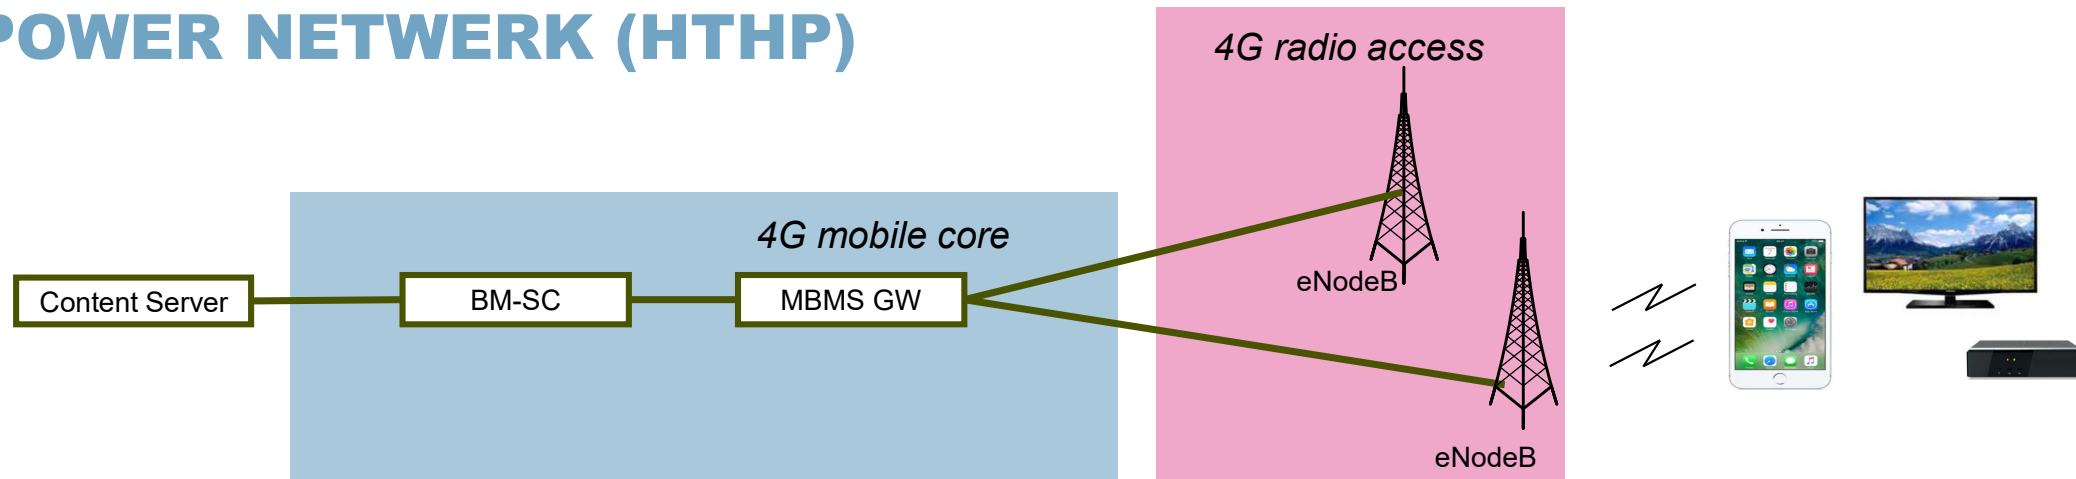 POWER NETWERK (HTHP)
4G radio access
4G mobile core
eNodeB
Content Server
BM-SC
MBMS GW
eNodeB